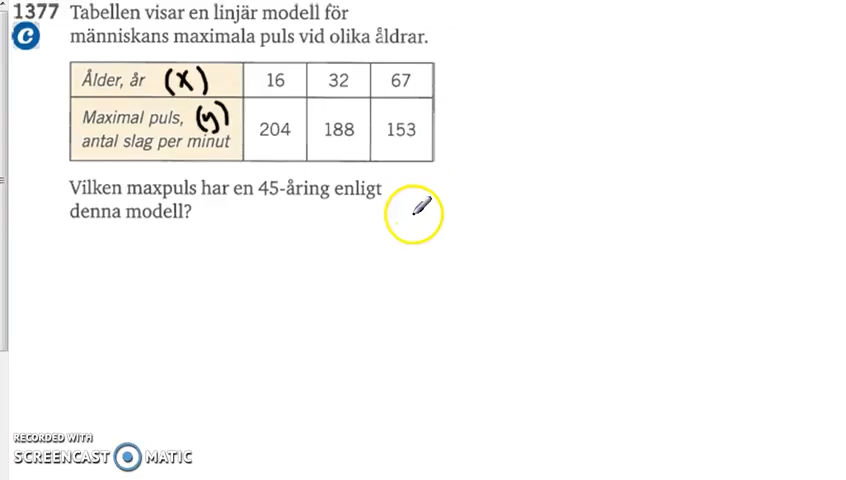 1377 Tabellen visar en linjär modell för
C människans maximala puls vid olika åldrar.
Ålder, år (x) 16 32 67
Maximal puls, (y)
antal slag per minut 204 188 153
Vilken maxpuls har en 45-åring enligt
denna modell?
RECORDED WITH
SCREENCAST MATIC